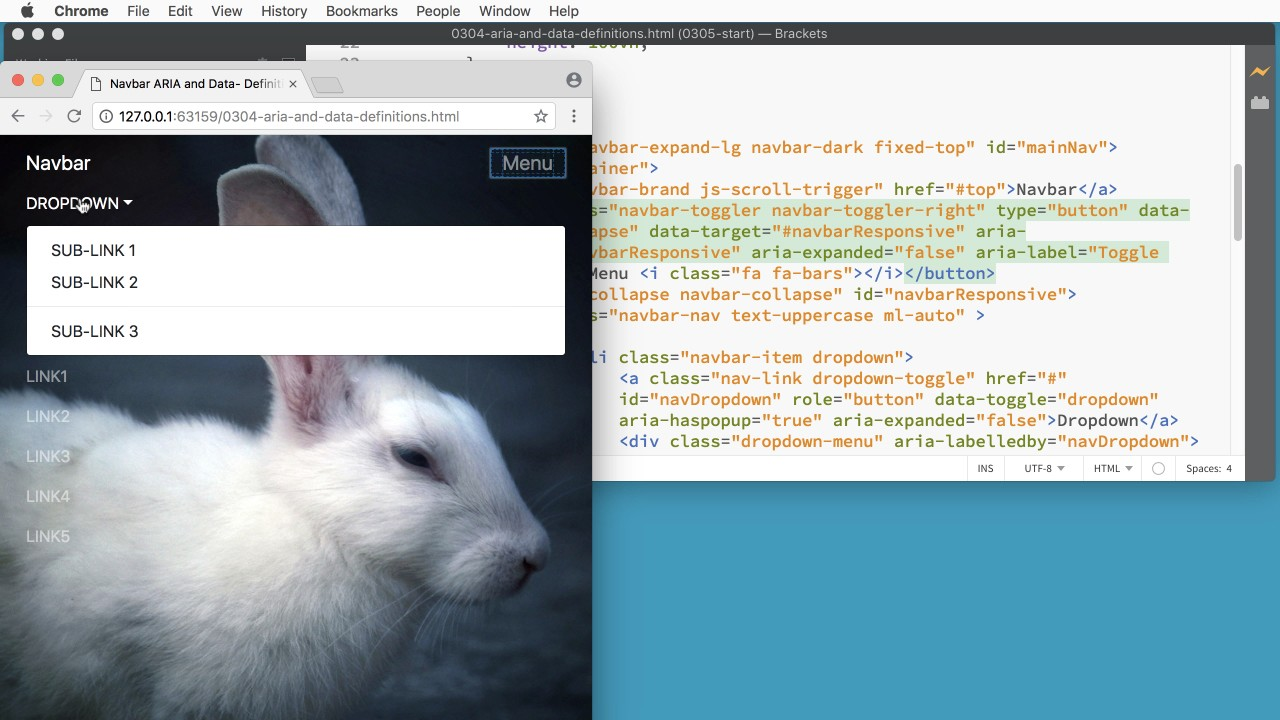 Chrome File Edit View History Bookmarks People Window Help
0304-aria-and-data-definitions.html (0305-start) — Brackets
Navbar ARIA and Data- Definiti
127.0.0.1:63159/0304-aria-and-data-definitions.html
Navbar
Menu
DROPDOWN
SUB-LINK 1
SUB-LINK 2
SUB-LINK 3
LINK1
LINK2
LINK3
LINK4
LINK5
avbar-expand-lg navbar-dark fixed-top" id="mainNav">
ainer">
vbar-brand js-scroll-trigger" href="#top">Navbar</a>
s="navbar-toggler navbar-toggler-right" type="button" data-
apse" data-target="#navbarResponsive" aria-
vbarResponsive" aria-expanded="false" aria-label="Toggle
Menu <i class="fa fa-bars"></i></button>
collapse navbar-collapse" id="navbarResponsive">
s="navbar-nav text-uppercase ml-auto" >
li class="navbar-item dropdown">
<a class="nav-link dropdown-toggle" href="#"
id="navDropdown" role="button" data-toggle="dropdown"
aria-haspopup="true" aria-expanded="false">Dropdown</a>
<div class="dropdown-menu" aria-labelledby="navDropdown">
INS UTF-8 HTML Spaces: 4